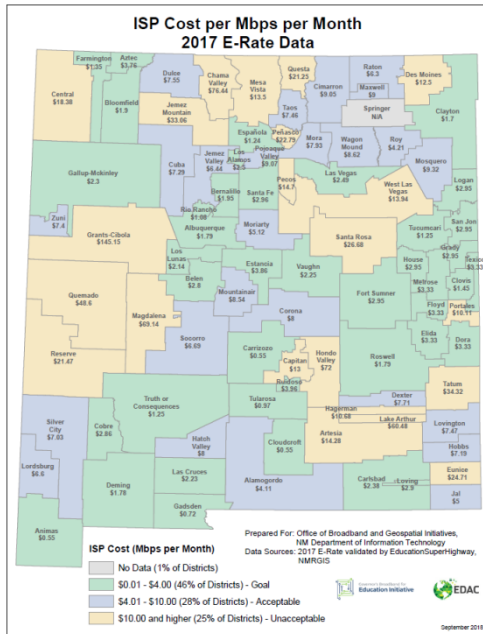 ISP Cost per Mbps per Month
2017 E-Rate Data
Farmington
$1.35
Aztec
$3.76
Dulce
$7.55
Chama
Valley
$76.44
Mesa
Vista
$13.5
Questa
$21.23
Cimarron
$9.85
Raton
$6.3
Maxwell
$9
Des Moines
$12.5
Central
$18.38
Bloomfield
$1.9
Jemez
Mountain
$33.06
Taos
$7.46
Springer
N/A
Clayton
$1.7
Española
$1.24
Peñasco
$22.79
Mora
$7.93
Wagon
Mound
$8.62
Roy
$4.21
Cuba
$7.29
Jemez
Valley
$6.44
Los
Alamos
Pojoaque
Valley
$9.07
Mosquero
$9.32
Gallup-Mckinley
$2.3
Pecos
$14.7
Las Vegas
$2.49
West Las
Vegas
$13.94
Logan
$2.95
Bernalillo
$1.95
Santa Fe
$2.96
Zuni
$7.4
Rio Rancho
$1.08
Albuquerque
$1.79
Moriarty
$5.12
Santa Rosa
$26.68
Tucumcari
$1.25
San Jon
$2.95
Grants-Cibola
$145.15
Los
Lunas
$2.14
Estancia
$3.86
Vaughn
$2.25
House
$2.95
Grady
$2.95
Texico
$3.33
Belen
$2.8
Mountainair
$8.54
Fort Sumner
$2.95
Melrose
$3.33
Clovis
$1.45
Quemado
$48.6
Magdalena
$69.14
Corona
$8
Floyd
$3.33
Portales
$10.11
Socorro
$6.69
Elida
$3.33
Dora
$3.33
Reserve
$21.47
Carrizozo
$0.55
Capitan
$13
Hondo
Valley
$72
Roswell
$1.79
Ruidoso
$3.96
Tatum
$34.32
Truth or
Consequences
$1.25
Tularosa
$0.97
Dexter
$7.71
Hagerman
$10.68
Lake Arthur
$60.48
Silver
City
$7.03
Cobre
$2.86
Artesia
$14.28
Lovington
$7.47
Hatch
Valley
$8
Cloudcroft
$0.55
Hobbs
$7.19
Lordsburg
$6.6
Las Cruces
$2.23
Alamogordo
$4.11
Eunice
$24.71
Deming
$1.78
Carlsbad
$2.38
Loving
$2.9
Jal
$5
Gadsden
$0.72
Animas
$0.55
Prepared For: Office of Broadband and Geospatial Initiatives,
NM Department of Information Technology
Data Sources: 2017 E-Rate validated by EducationSuperHighway,
NMRGIS
ISP Cost (Mbps per Month)
No Data (1% of Districts)
$0.01 - $4.00 (46% of Districts) - Goal
$4.01 - $10.00 (28% of Districts) - Acceptable
$10.00 and higher (25% of Districts) - Unacceptable
Education Initiative
EDAC
September 2018